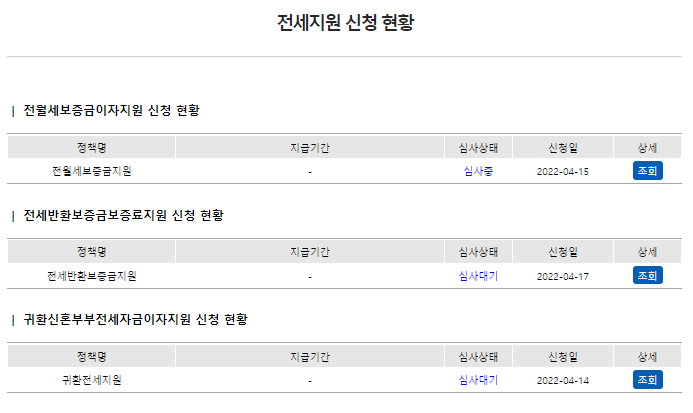 전세지원 신청 현황
| 전월세보증금이자지원 신청 현황
정책명 지급기간 심사상태 신청일 상세
전월세보증금지원 - 심사중 2022-04-15 조회
| 전세반환보증금보증료지원 신청 현황
정책명 지급기간 심사상태 신청일 상세
전세반환보증금지원 - 심사대기 2022-04-17 조회
| 귀환신혼부부전세자금이자지원 신청 현황
정책명 지급기간 심사상태 신청일 상세
귀환전세지원 - 심사대기 2022-04-14 조회